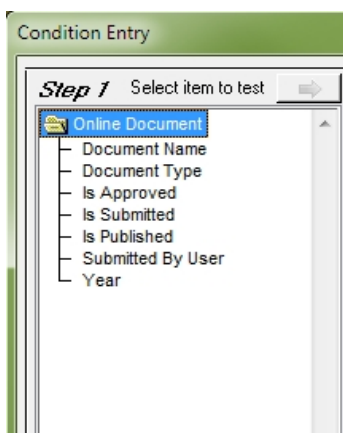 Condition Entry
Step 1 Select item to test
Online Document
Document Name
Document Type
Is Approved
Is Submitted
Is Published
Submitted By User
Year